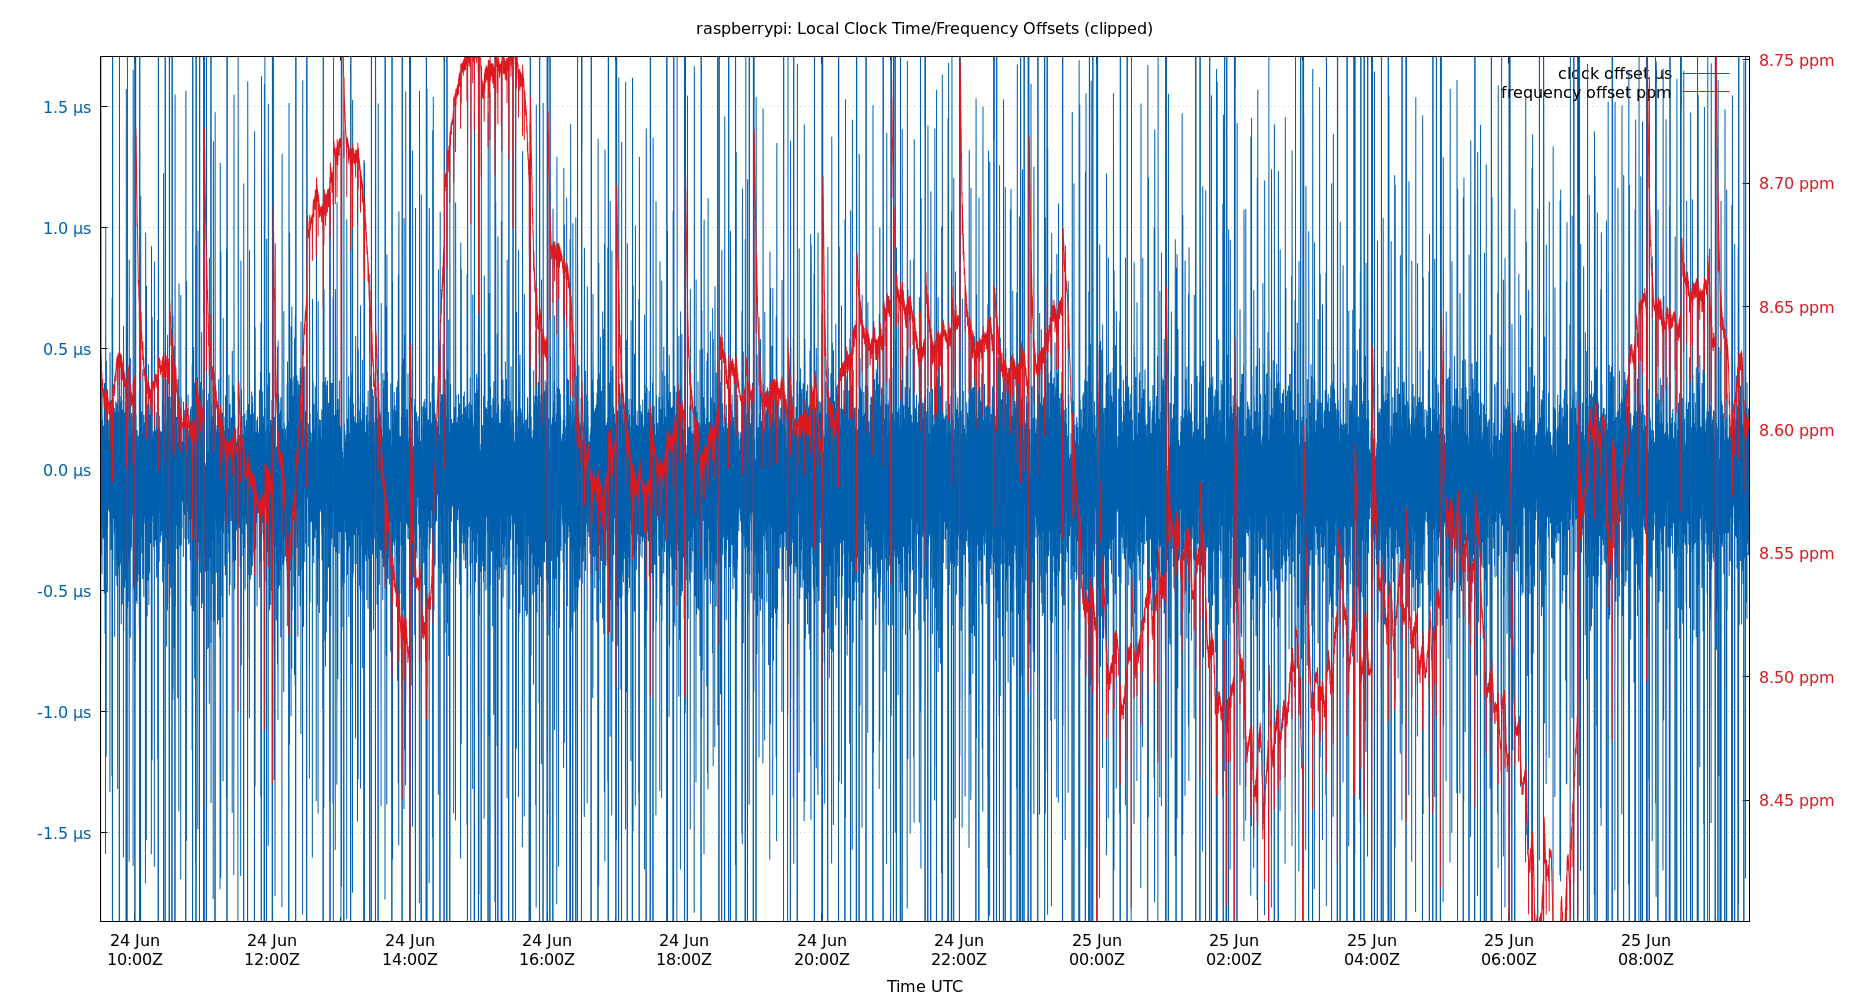 raspberrypi: Local Clock Time/Frequency Offsets (clipped)
clock offset us
frequency offset ppm
1.5 µs
1.0 µs
0.5 µs
0.0 µs
-0.5 µs
-1.0 µs
-1.5 µs
8.75 ppm
8.70 ppm
8.65 ppm
8.60 ppm
8.55 ppm
8.50 ppm
8.45 ppm
24 Jun 24 Jun 24 Jun 24 Jun 24 Jun 24 Jun 24 Jun 25 Jun 25 Jun 25 Jun 25 Jun 25 Jun
10:00Z 12:00Z 14:00Z 16:00Z 18:00Z 20:00Z 22:00Z 00:00Z 02:00Z 04:00Z 06:00Z 08:00Z
Time UTC